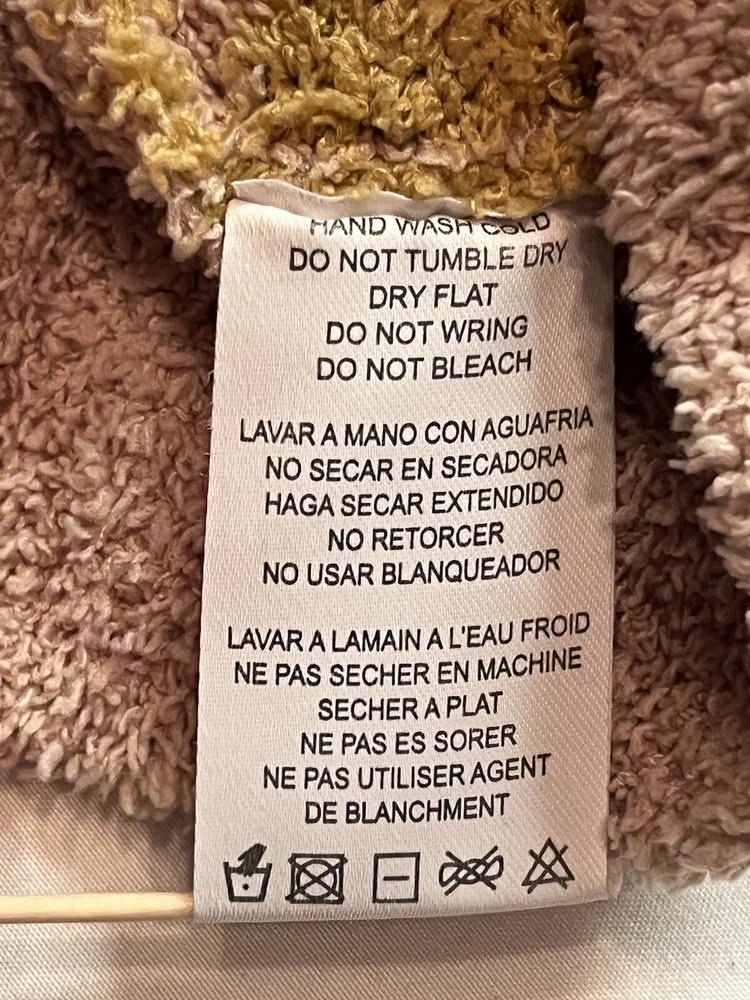 HAND WASH COLD
DO NOT TUMBLE DRY
DRY FLAT
DO NOT WRING
DO NOT BLEACH
LAVAR A MANO CON AGUAFRIA
NO SECAR EN SECADORA
HAGA SECAR EXTENDIDO
NO RETORCER
NO USAR BLANQUEADOR
LAVAR A LAMAIN A L'EAU FROID
NE PAS SECHER EN MACHINE
SECHER A PLAT
NE PAS ES SORER
NE PAS UTILISER AGENT
DE BLANCHMENT